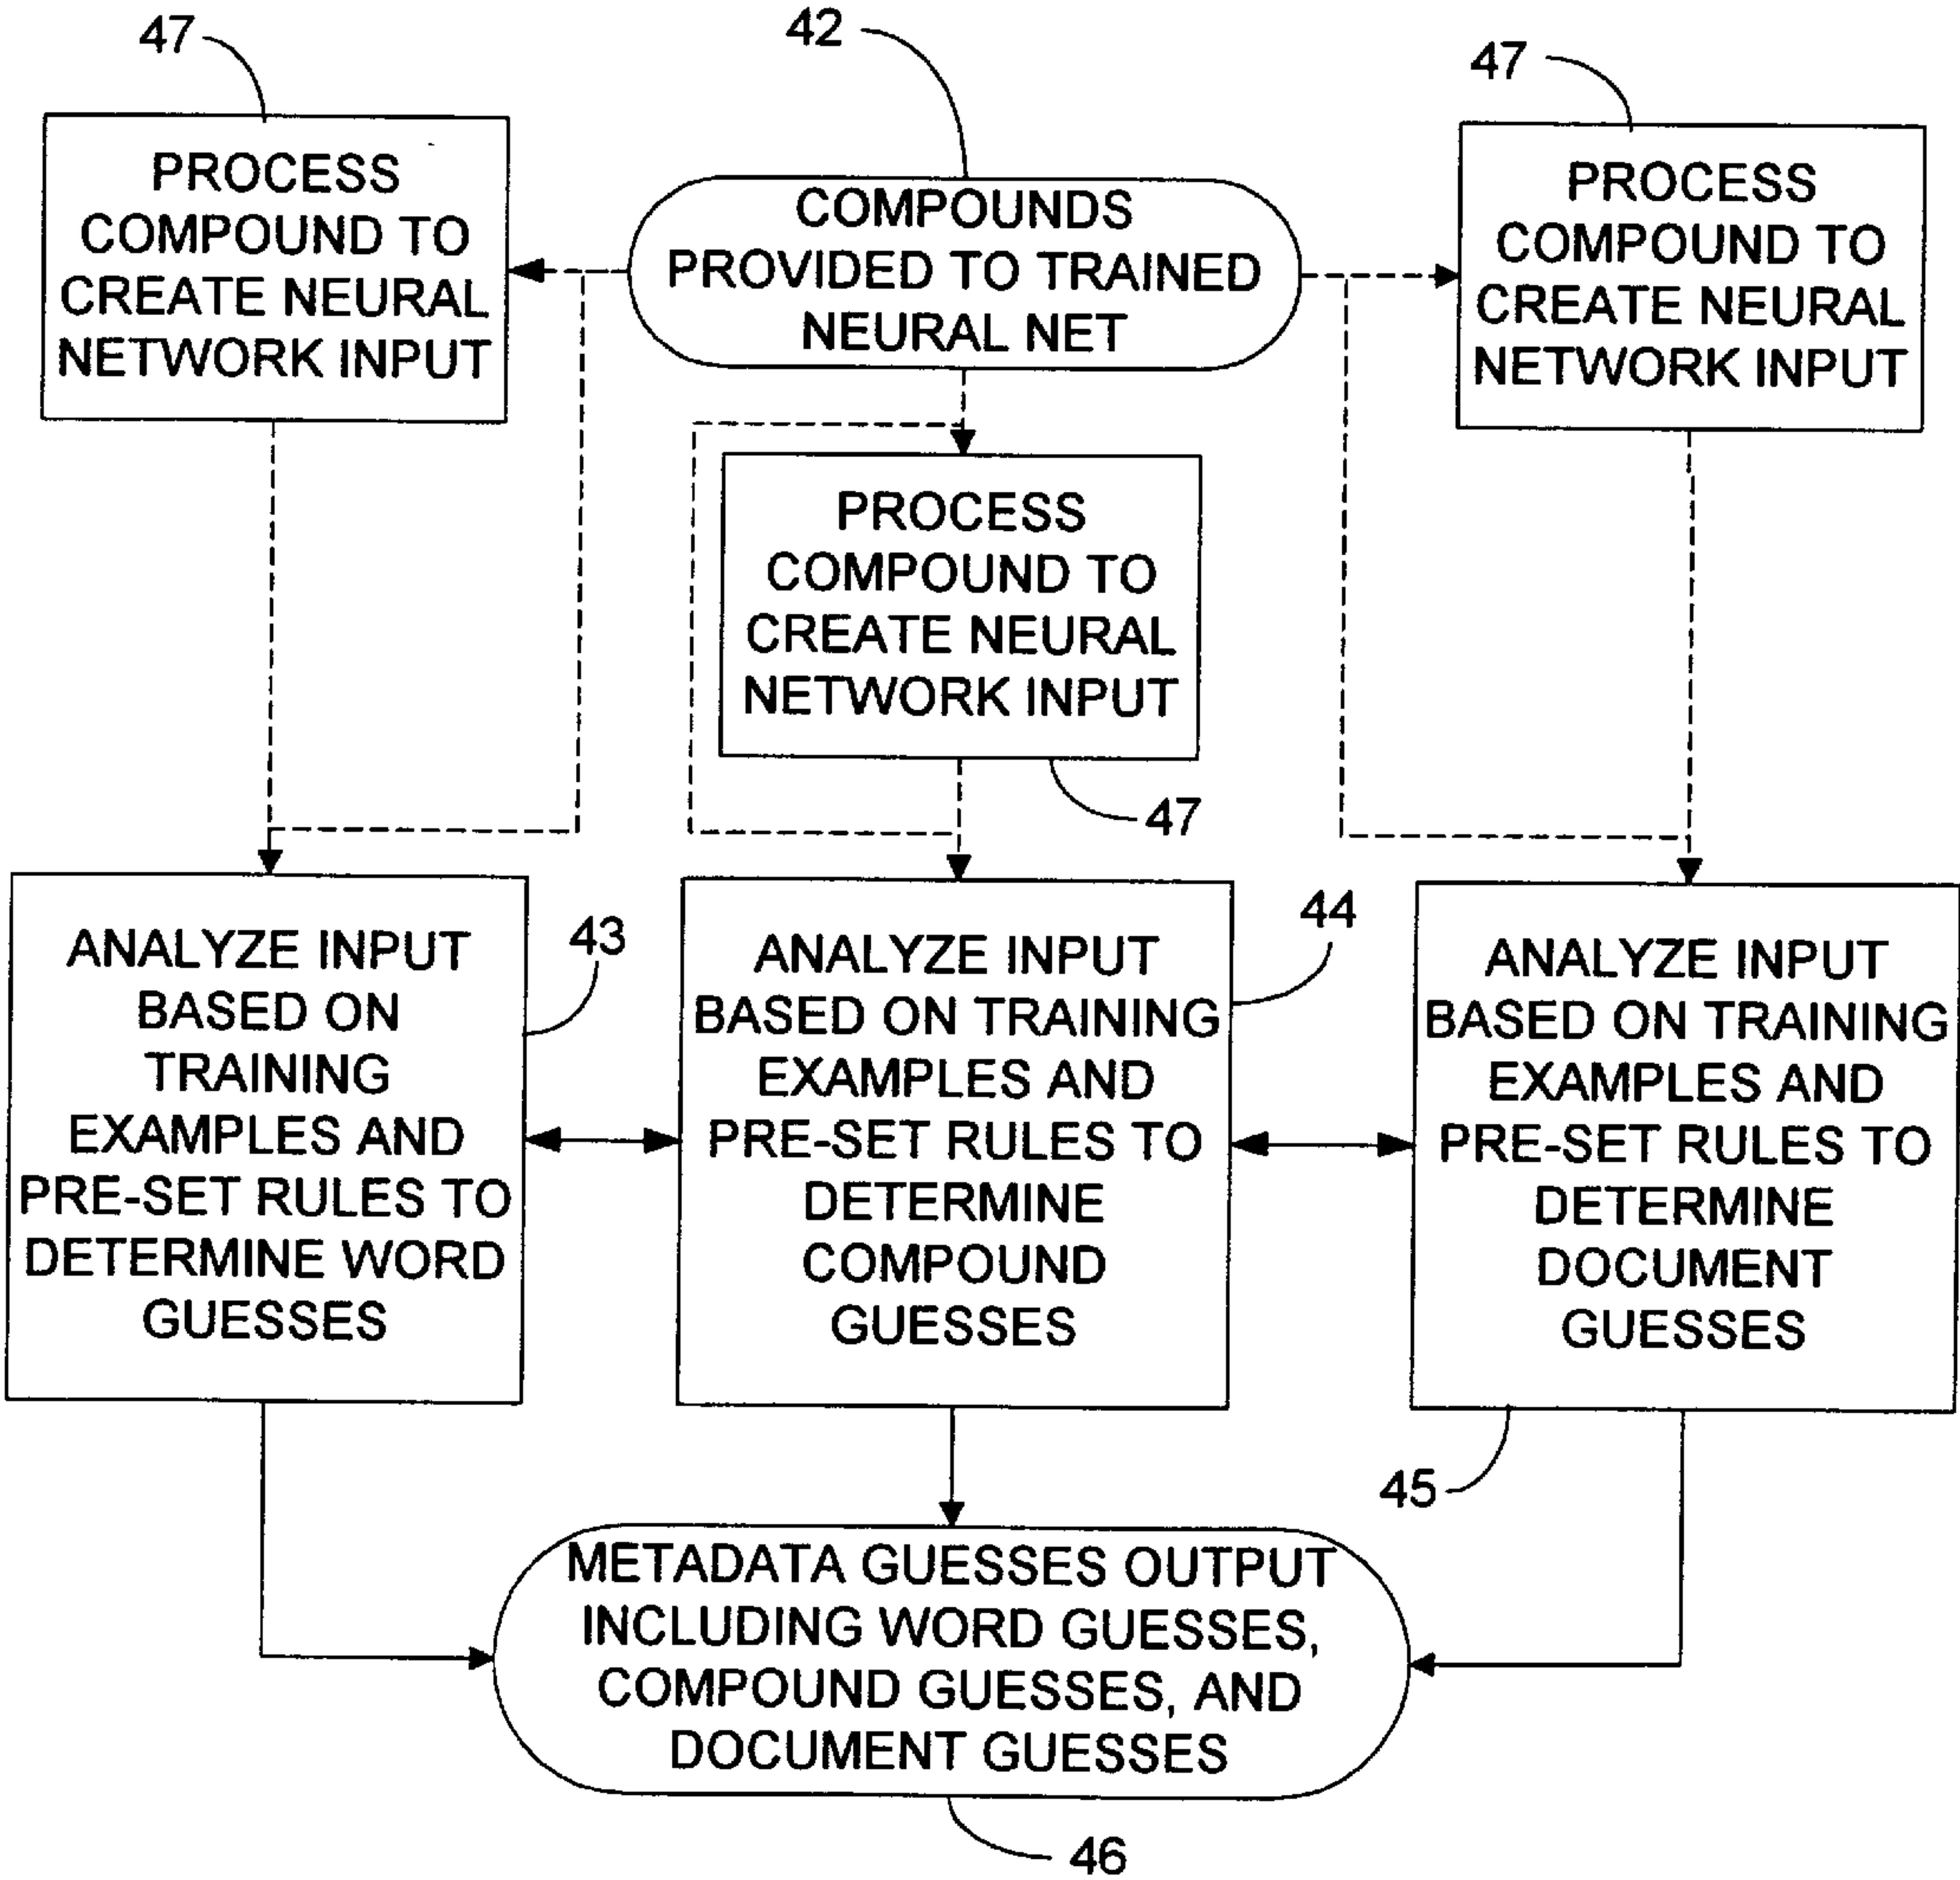 47
42
47
PROCESS
COMPOUND TO
CREATE NEURAL
NETWORK INPUT
COMPOUNDS
PROVIDED TO TRAINED
NEURAL NET
PROCESS
COMPOUND TO
CREATE NEURAL
NETWORK INPUT
PROCESS
COMPOUND TO
CREATE NEURAL
NETWORK INPUT
47
ANALYZE INPUT
BASED ON
TRAINING
EXAMPLES AND
PRE-SET RULES TO
DETERMINE WORD
GUESSES
43
ANALYZE INPUT
BASED ON TRAINING
EXAMPLES AND
PRE-SET RULES TO
DETERMINE
COMPOUND
GUESSES
44
ANALYZE INPUT
BASED ON TRAINING
EXAMPLES AND
PRE-SET RULES TO
DETERMINE
DOCUMENT
GUESSES
45
METADATA GUESSES OUTPUT
INCLUDING WORD GUESSES,
COMPOUND GUESSES, AND
DOCUMENT GUESSES
46